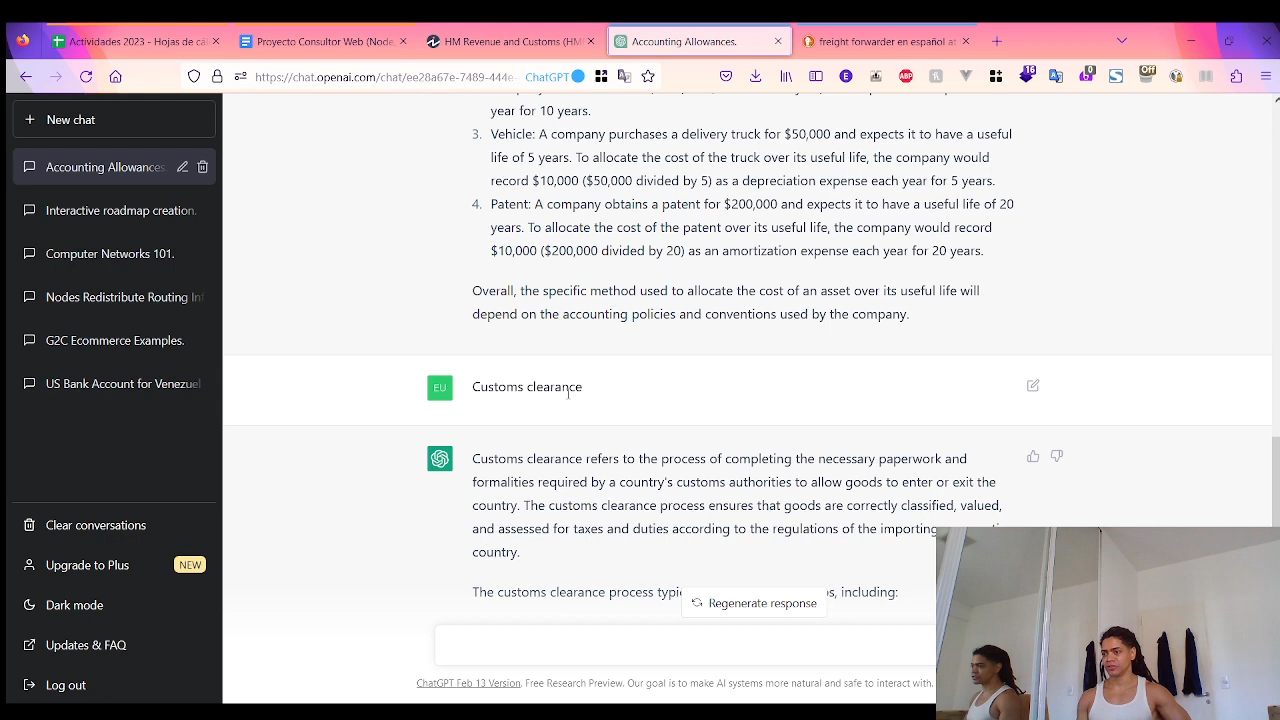 Actividades 2023 - Hojas de cál
Proyecto Consultor Web (Node,
HM Revenue and Customs (HM
Accounting Allowances.
freight forwarder en español at
https://chat.openai.com/chat/ee28a67e-7489-444e-
ChatGPT
16
Off
0
E
ABP
S
New chat
Accounting Allowances.
Interactive roadmap creation.
Computer Networks 101.
Nodes Redistribute Routing Inf
G2C Ecommerce Examples.
US Bank Account for Venezuel
Clear conversations
Upgrade to Plus
NEW
Dark mode
Updates & FAQ
Log out
year for 10 years.
3. Vehicle: A company purchases a delivery truck for $50,000 and expects it to have a useful
life of 5 years. To allocate the cost of the truck over its useful life, the company would
record $10,000 ($50,000 divided by 5) as a depreciation expense each year for 5 years.
4. Patent: A company obtains a patent for $200,000 and expects it to have a useful life of 20
years. To allocate the cost of the patent over its useful life, the company would record
$10,000 ($200,000 divided by 20) as an amortization expense each year for 20 years.
Overall, the specific method used to allocate the cost of an asset over its useful life will
depend on the accounting policies and conventions used by the company.
EU
Customs clearance
Customs clearance refers to the process of completing the necessary paperwork and
formalities required by a country's customs authorities to allow goods to enter or exit the
country. The customs clearance process ensures that goods are correctly classified, valued,
and assessed for taxes and duties according to the regulations of the importing
country.
The customs clearance process typi
s, including:
Regenerate response
ChatGPT Feb 13 Version. Free Research Preview. Our goal is to make AI systems more natural and safe to interact with.